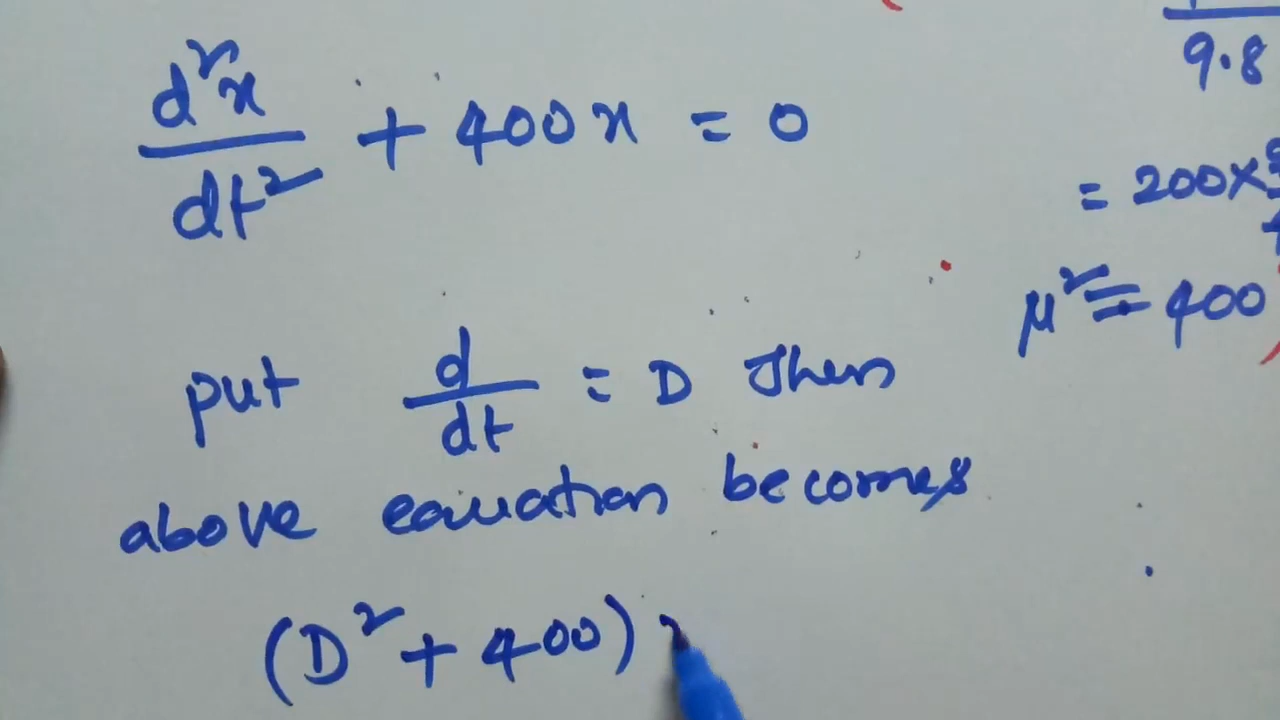 d²x/dt² + 400x = 0
9.8
= 200×
μ² = 400
put d/dt = D Then
above equation becomes
(D² + 400)